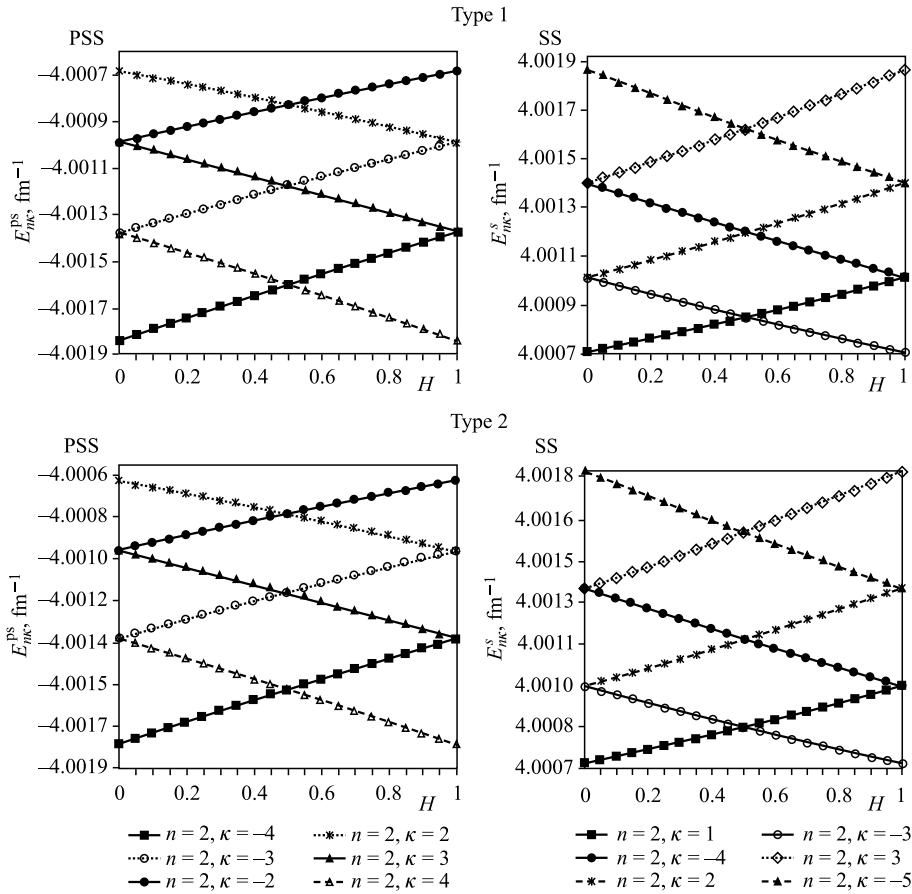 Type 1
PSS
SS
–4.0007
–4.0009
–4.0011
–4.0013
–4.0015
–4.0017
–4.0019
E^ps_nκ, fm^–1
0 0.2 0.4 0.6 0.8 1
H
4.0019
4.0017
4.0015
4.0013
4.0011
4.0009
4.0007
E^s_nκ, fm^–1
0 0.2 0.4 0.6 0.8 1
H
Type 2
PSS
SS
–4.0006
–4.0008
–4.0010
–4.0012
–4.0014
–4.0015
–4.0017
–4.0019
E^ps_nκ, fm^–1
0 0.2 0.4 0.6 0.8 1
H
4.0018
4.0016
4.0015
4.0013
4.0011
4.0010
4.0008
4.0007
E^s_nκ, fm^–1
0 0.2 0.4 0.6 0.8 1
H
n = 2, κ = –4 n = 2, κ = 2
n = 2, κ = –3 n = 2, κ = 3
n = 2, κ = –2 n = 2, κ = 4
n = 2, κ = 1 n = 2, κ = –3
n = 2, κ = –4 n = 2, κ = 3
n = 2, κ = 2 n = 2, κ = –5